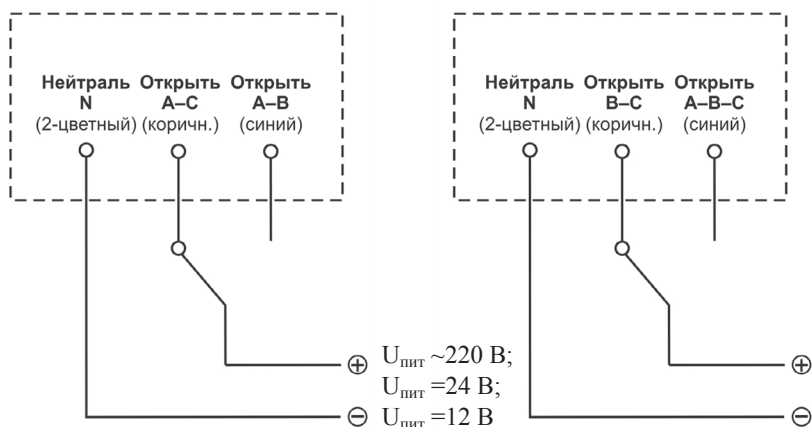 Нейтраль Открыть Открыть
N A–C A–B
(2-цветный) (коричн.) (синий)
Нейтраль Открыть Открыть
N B–C A–B–C
(2-цветный) (коричн.) (синий)
⊕ Uпит ~220 В;
Uпит =24 В;
⊖ Uпит =12 В
⊕
⊖